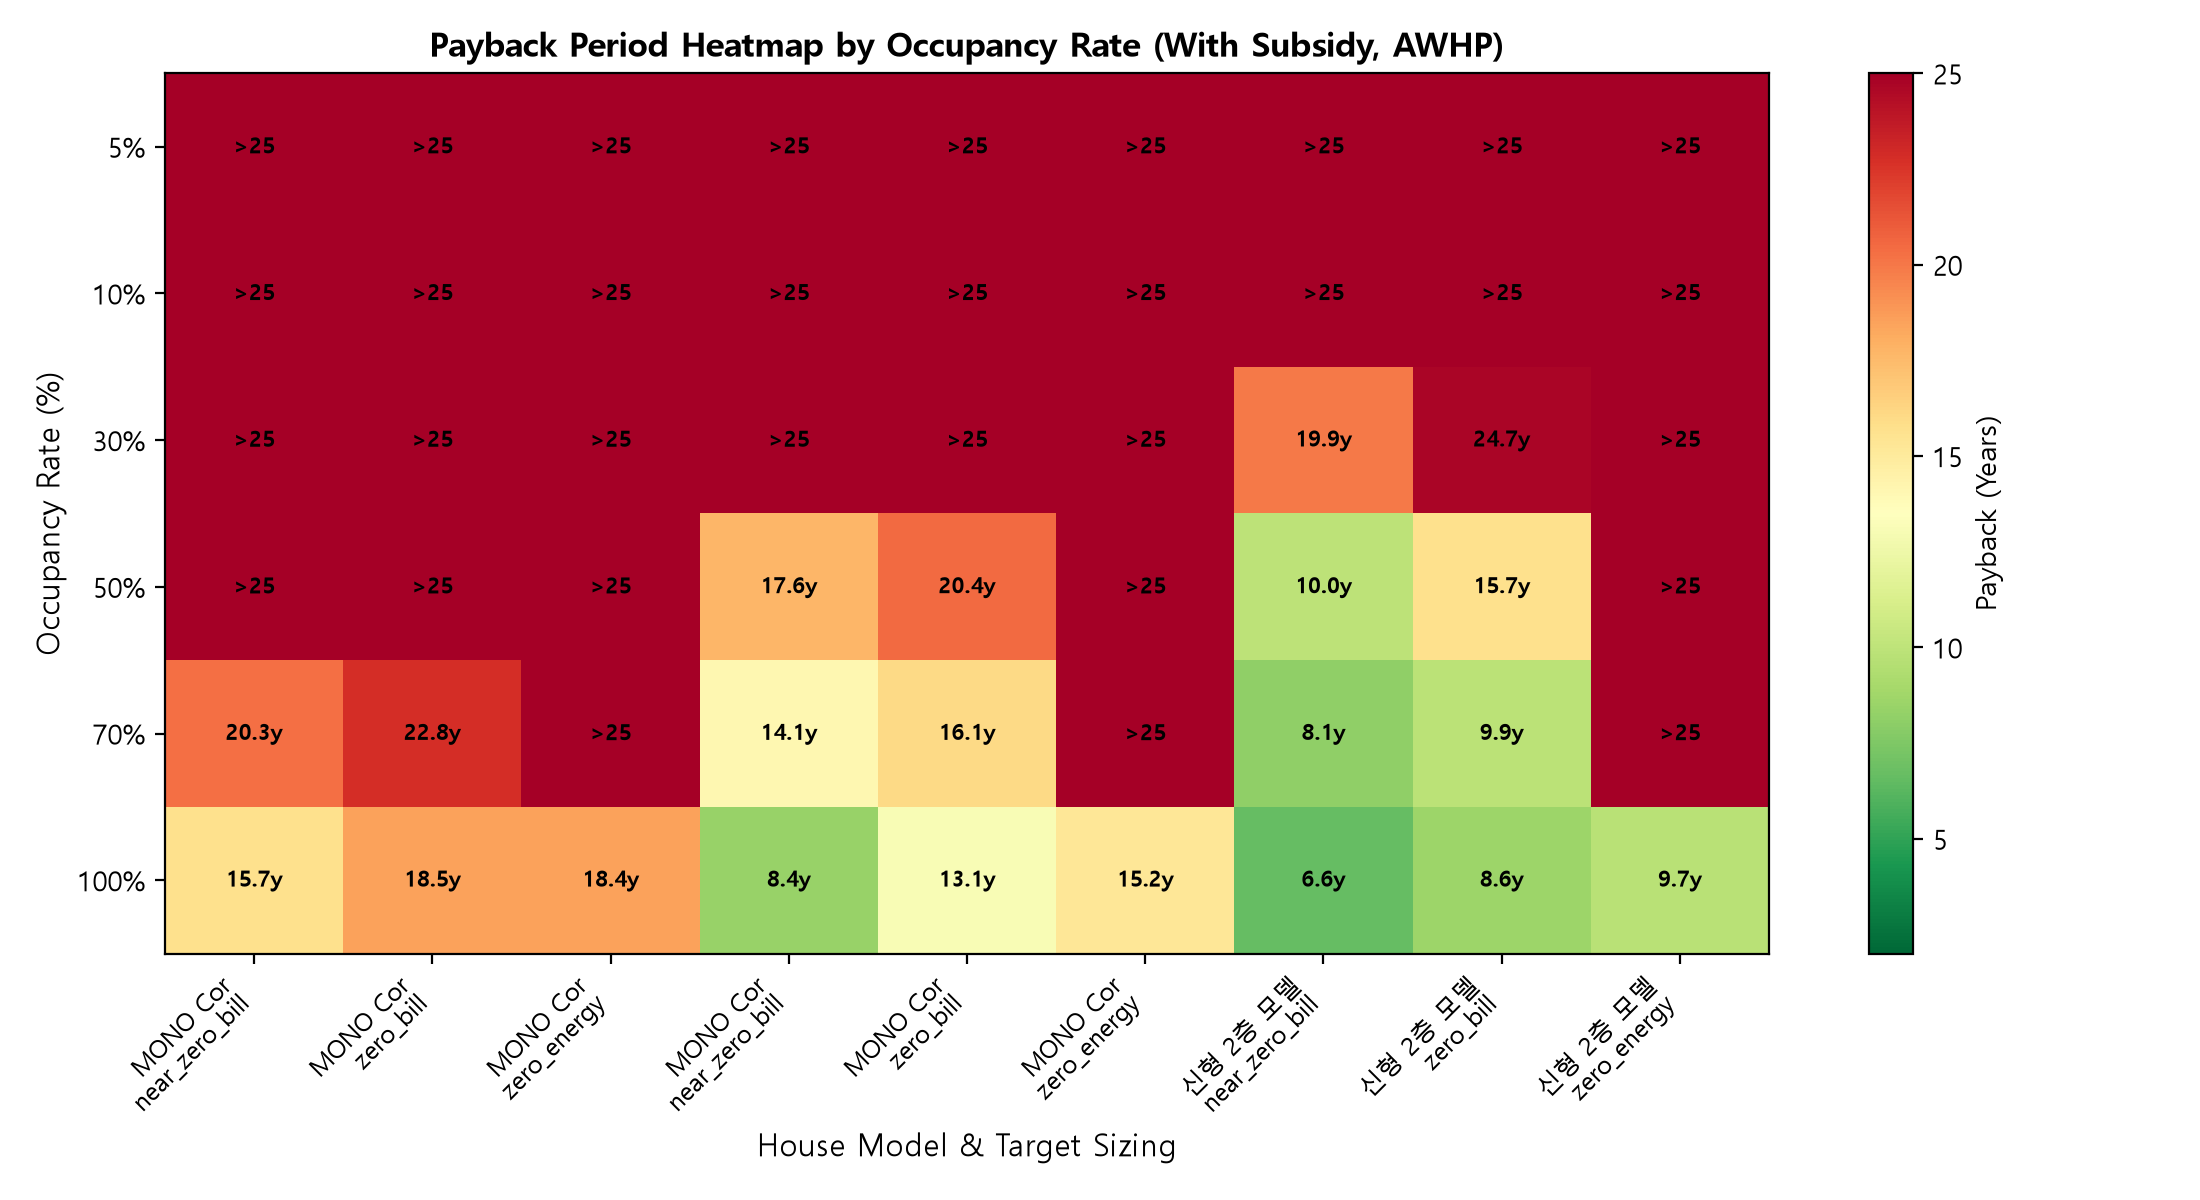 Payback Period Heatmap by Occupancy Rate (With Subsidy, AWHP)
Occupancy Rate (%)
5% >25 >25 >25 >25 >25 >25 >25 >25 >25
10% >25 >25 >25 >25 >25 >25 >25 >25 >25
30% >25 >25 >25 >25 >25 >25 19.9y 24.7y >25
50% >25 >25 >25 17.6y 20.4y >25 10.0y 15.7y >25
70% 20.3y 22.8y >25 14.1y 16.1y >25 8.1y 9.9y >25
100% 15.7y 18.5y 18.4y 8.4y 13.1y 15.2y 6.6y 8.6y 9.7y
MONO Cor
near_zero_bill
MONO Cor
zero_bill
MONO Cor
zero_energy
MONO Cor
near_zero_bill
MONO Cor
zero_bill
MONO Cor
zero_energy
신형 2층 모델
near_zero_bill
신형 2층 모델
zero_bill
신형 2층 모델
zero_energy
House Model & Target Sizing
25
20
15
10
5
Payback (Years)